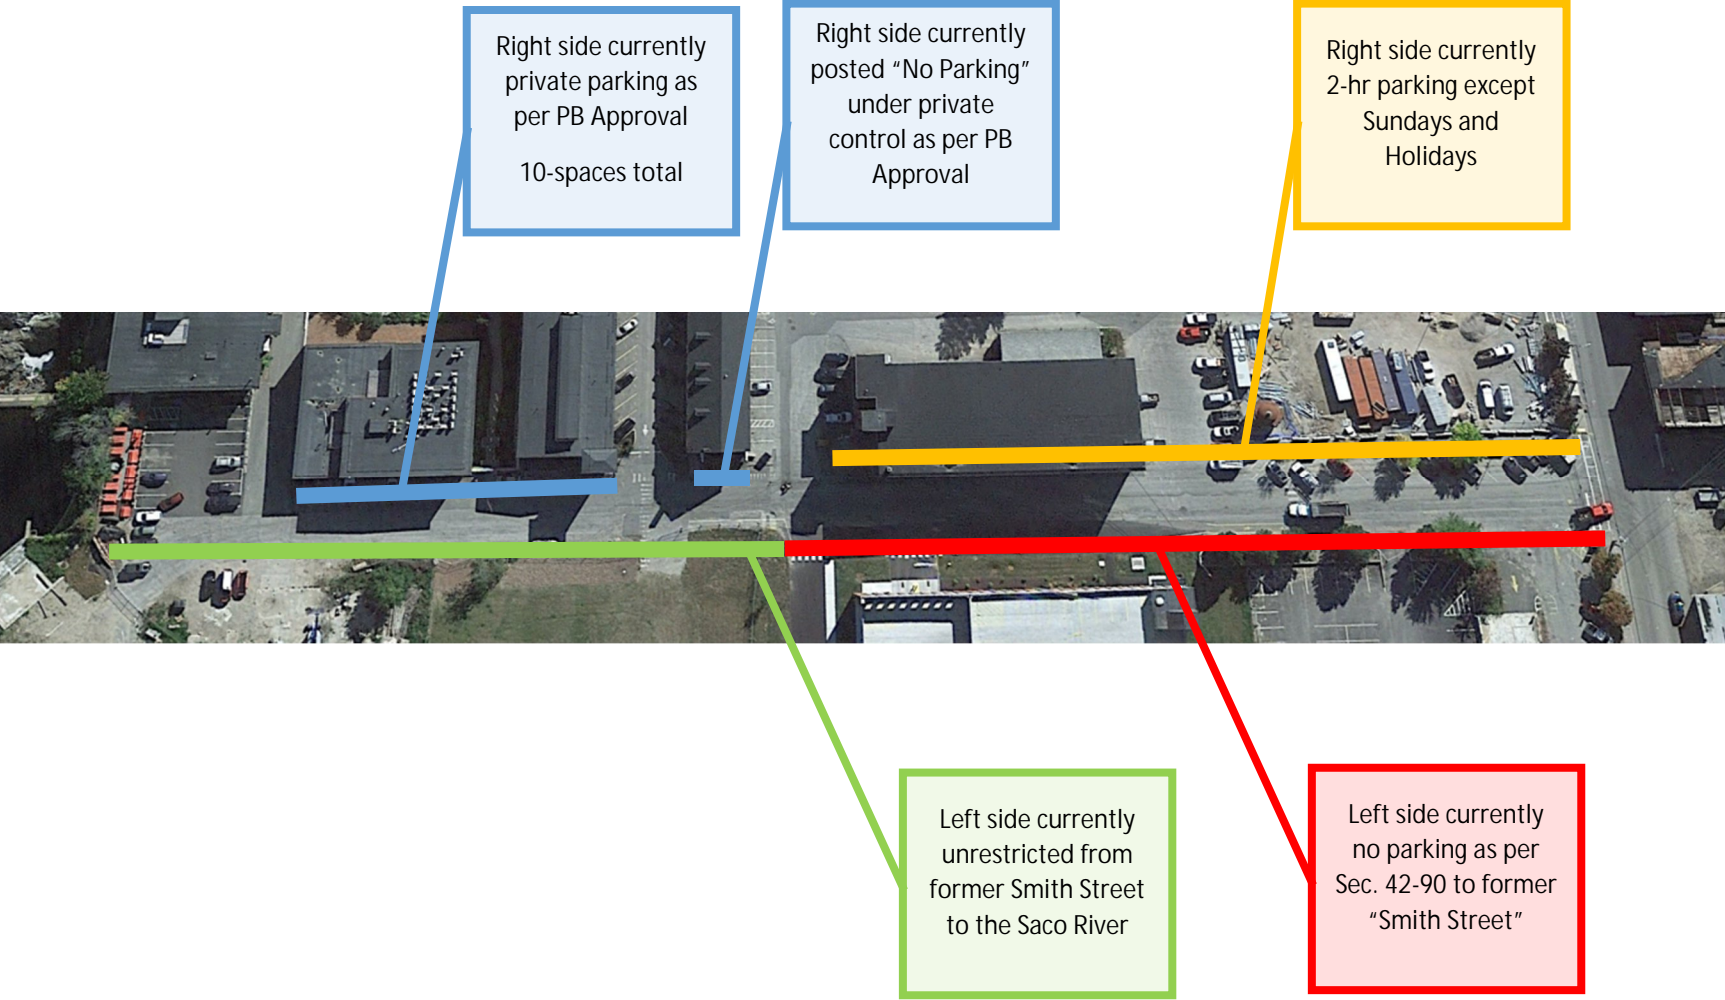 Right side currently
private parking as
per PB Approval
10-spaces total
Right side currently
posted “No Parking”
under private
control as per PB
Approval
Right side currently
2-hr parking except
Sundays and
Holidays
Left side currently
unrestricted from
former Smith Street
to the Saco River
Left side currently
no parking as per
Sec. 42-90 to former
“Smith Street”